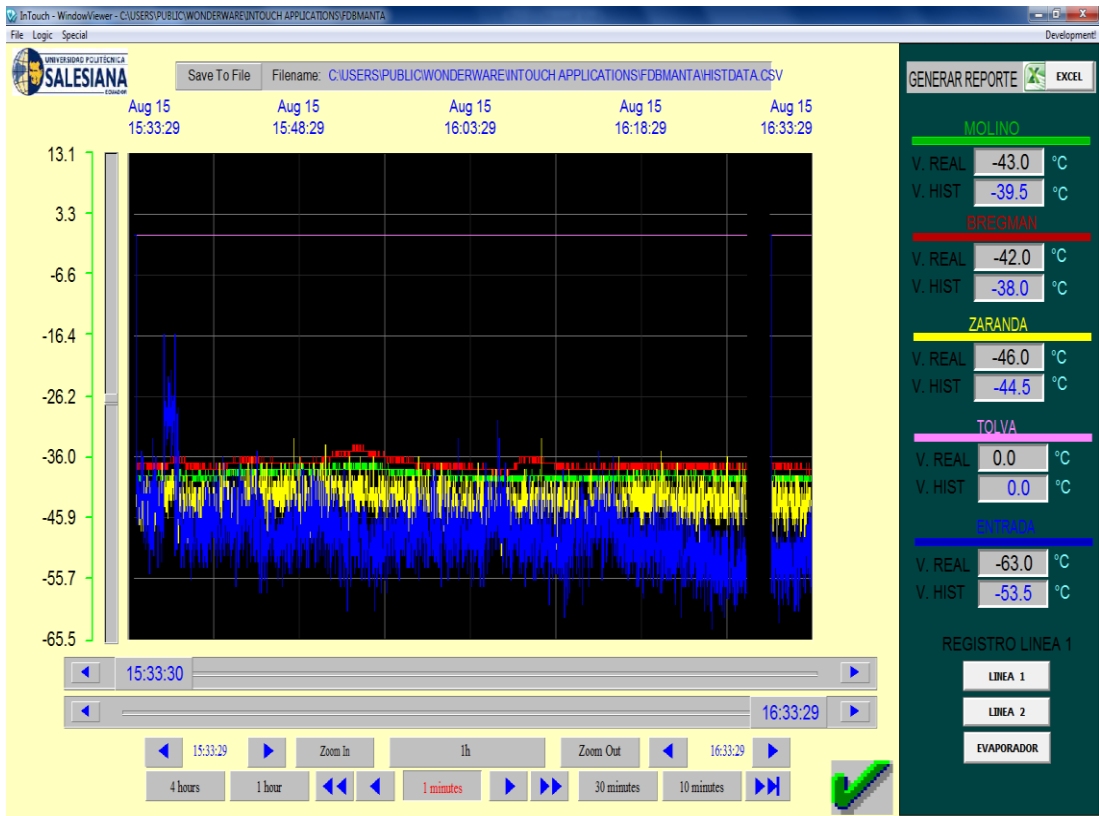 InTouch - WindowViewer - C:\USERS\PUBLIC\WONDERWARE\INTOUCH APPLICATIONS\FDBMANTA
File Logic Special Development!
UNIVERSIDAD POLITÉCNICA
SALESIANA
ECUADOR
Save To File Filename: C:\USERS\PUBLIC\WONDERWARE\INTOUCH APPLICATIONS\FDBMANTA\HISTDATA.CSV
Aug 15 Aug 15 Aug 15 Aug 15 Aug 15
15:33:29 15:48:29 16:03:29 16:18:29 16:33:29
13.1
3.3
-6.6
-16.4
-26.2
-36.0
-45.9
-55.7
-65.5
15:33:30
16:33:29
15:33:29 Zoom In 1h Zoom Out 16:33:29
4 hours 1 hour 1 minutes 30 minutes 10 minutes
GENERAR REPORTE EXCEL
MOLINO
V. REAL -43.0 °C
V. HIST -39.5 °C
BREGMAN
V. REAL -42.0 °C
V. HIST -38.0 °C
ZARANDA
V. REAL -46.0 °C
V. HIST -44.5 °C
TOLVA
V. REAL 0.0 °C
V. HIST 0.0 °C
ENTRADA
V. REAL -63.0 °C
V. HIST -53.5 °C
REGISTRO LINEA 1
LINEA 1
LINEA 2
EVAPORADOR